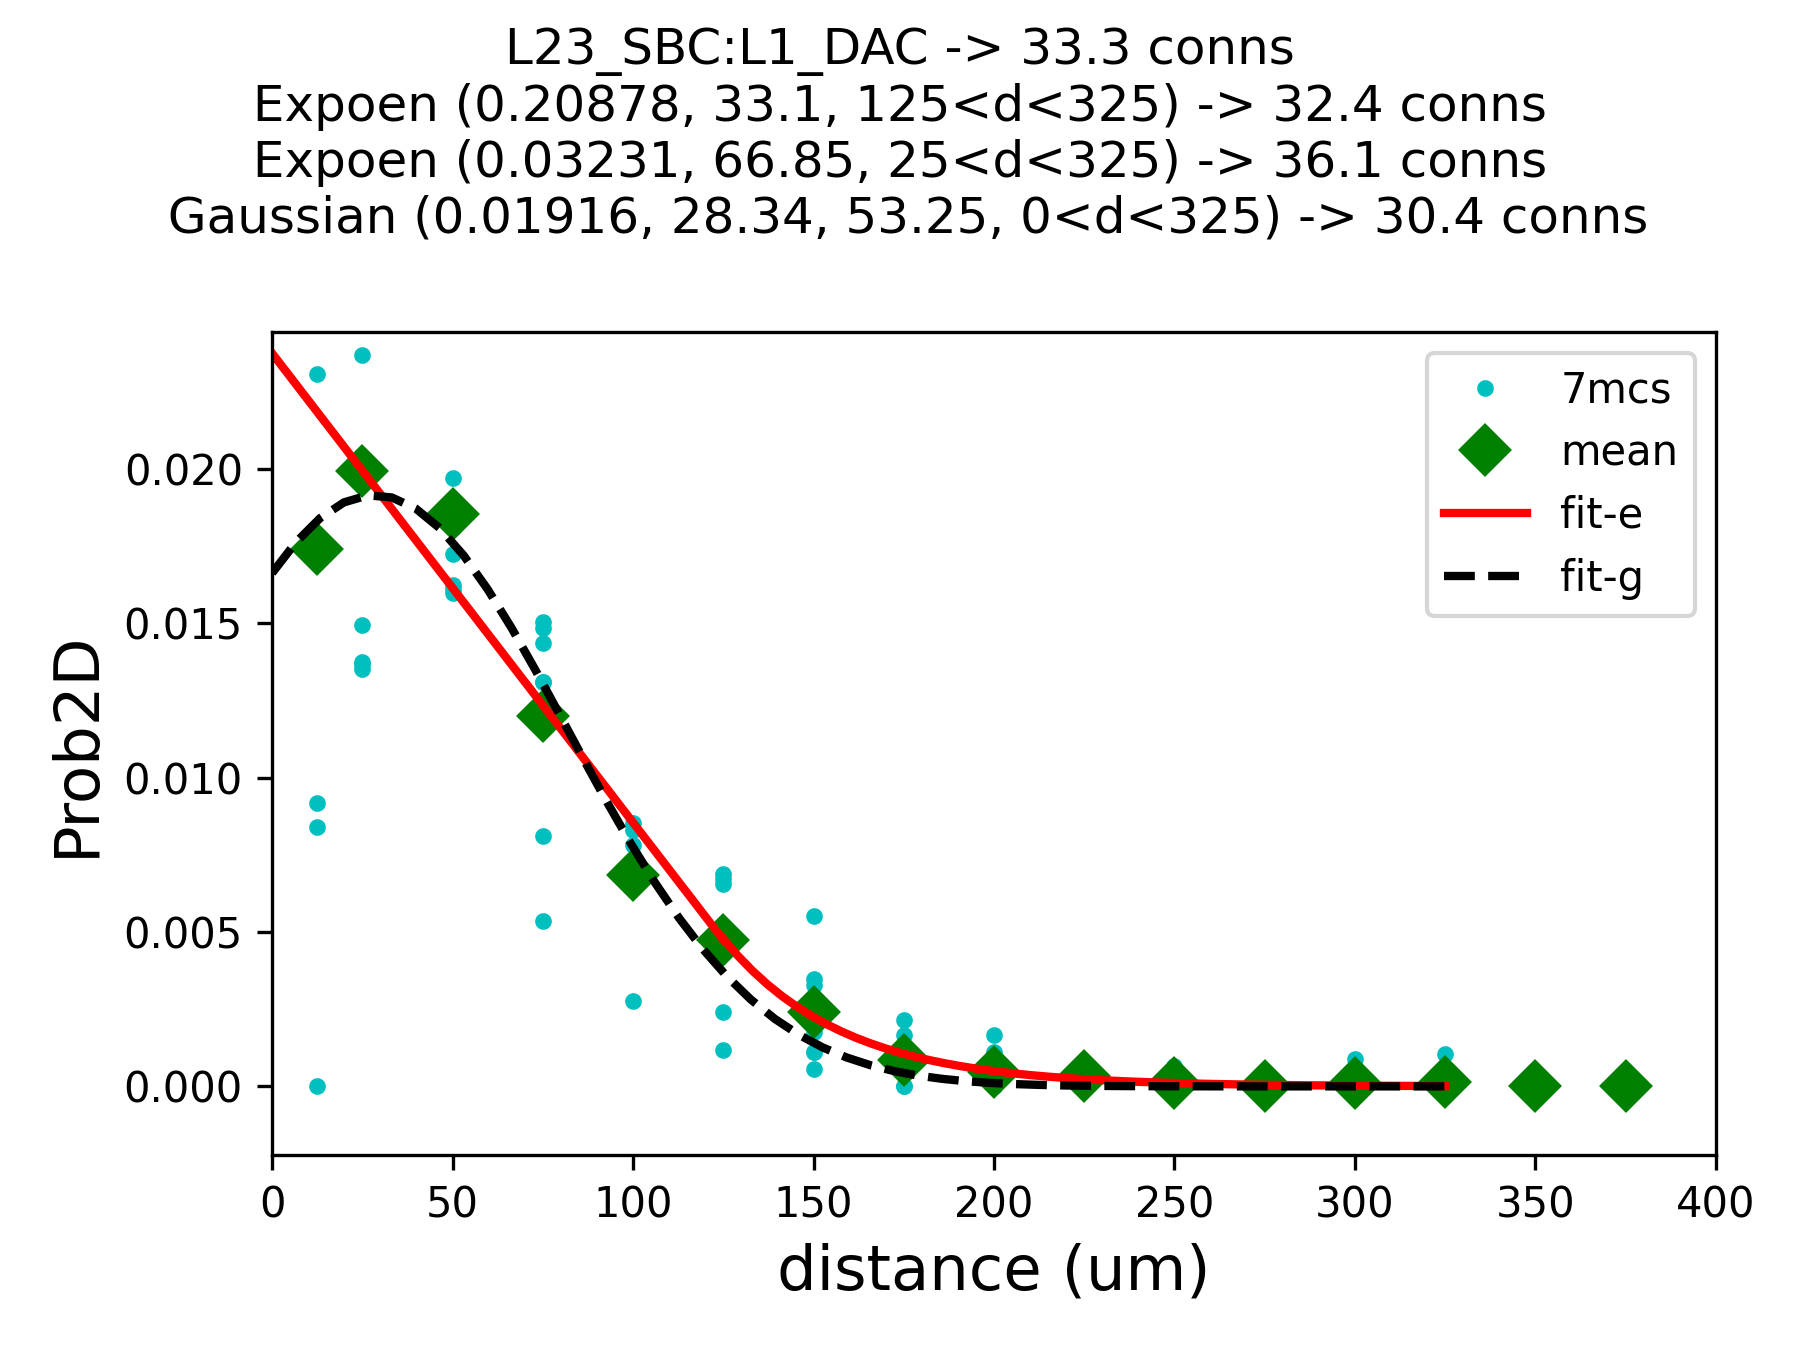 L23_SBC:L1_DAC -> 33.3 conns
Expoen (0.20878, 33.1, 125<d<325) -> 32.4 conns
Expoen (0.03231, 66.85, 25<d<325) -> 36.1 conns
Gaussian (0.01916, 28.34, 53.25, 0<d<325) -> 30.4 conns
7mcs
mean
fit-e
fit-g
Prob2D
0.020
0.015
0.010
0.005
0.000
0 50 100 150 200 250 300 350 400
distance (um)